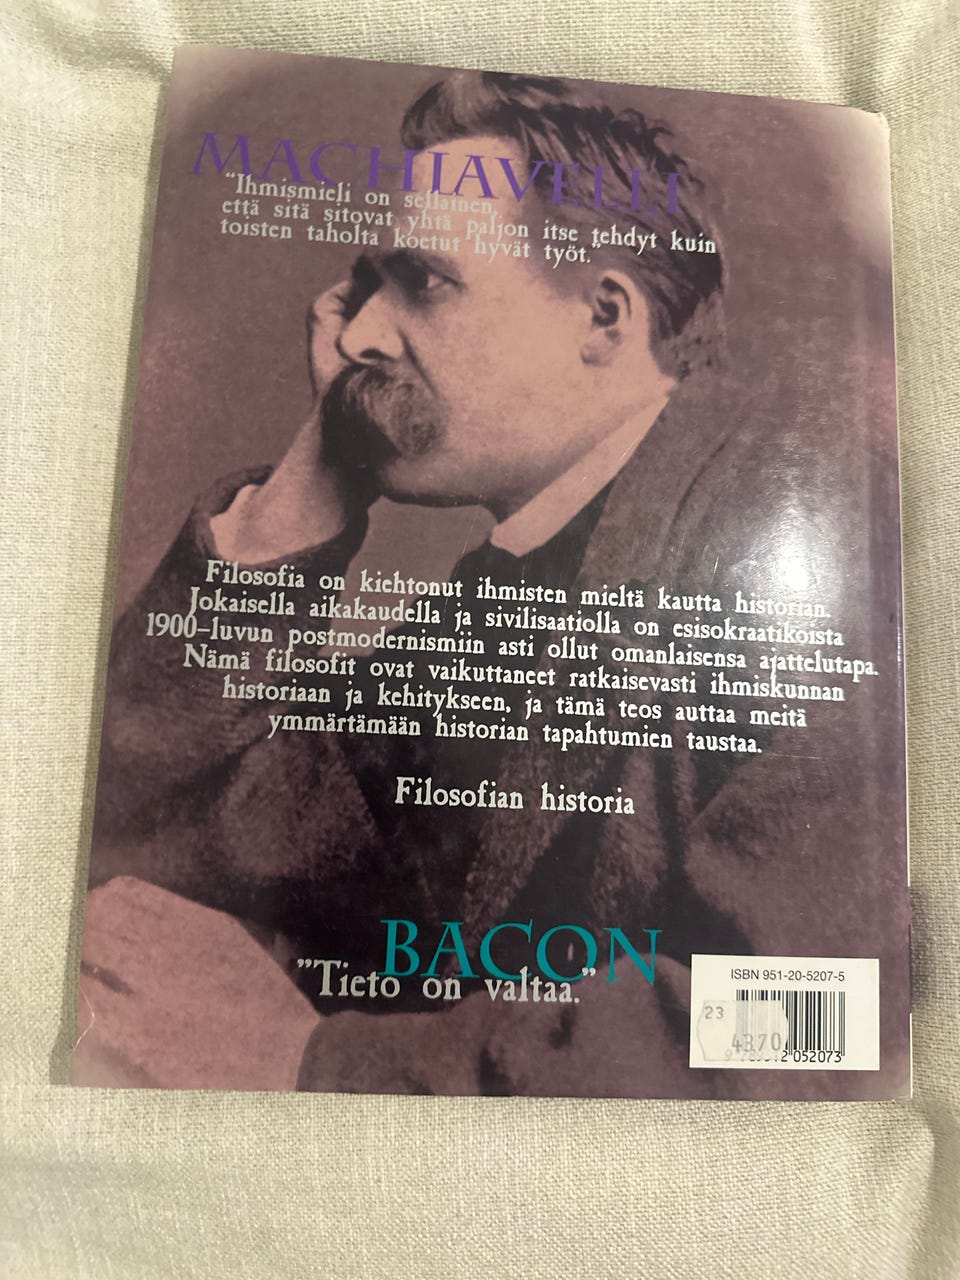 MACHIAVELLI
“Ihmismieli on sellainen,
että sitä sitovat yhtä paljon itse tehdyt kuin
toisten taholta koetut hyvät työt.”
Filosofia on kiehtonut ihmisten mieltä kautta historian.
Jokaisella aikakaudella ja sivilisaatiolla on esisokraatikoista
1900-luvun postmodernismiin asti ollut omanlaisensa ajattelutapa.
Nämä filosofit ovat vaikuttaneet ratkaisevasti ihmiskunnan
historiaan ja kehitykseen, ja tämä teos auttaa meitä
ymmärtämään historian tapahtumien taustaa.
Filosofian historia
BACON
”Tieto on valtaa.”
ISBN 951-20-5207-5
23
4370
052073